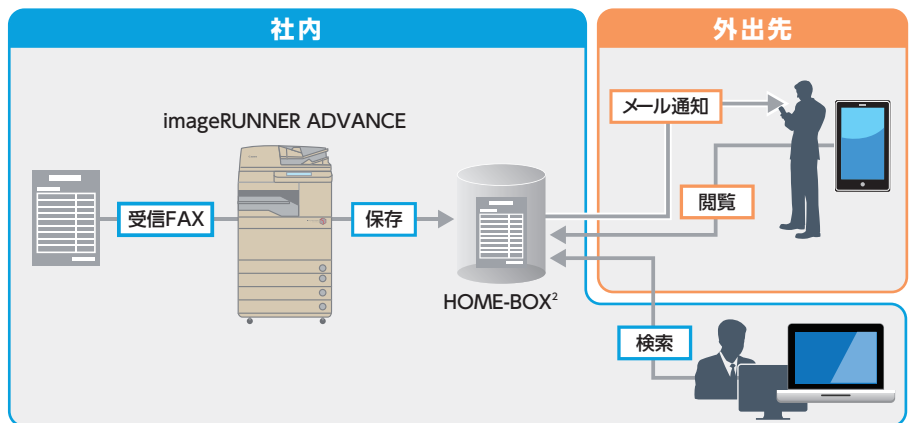 社内
外出先
imageRUNNER ADVANCE
メール通知
受信FAX
保存
閲覧
HOME-BOX²
検索